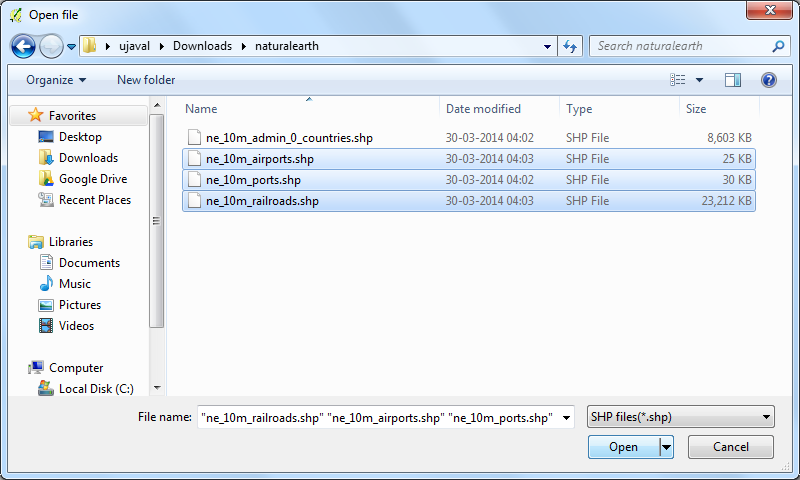 Open file
ujaval Downloads naturalearth Search naturalearth
Organize New folder
Favorites
Desktop
Downloads
Google Drive
Recent Places
Libraries
Documents
Music
Pictures
Videos
Computer
Local Disk (C:)
Name Date modified Type Size
ne_10m_admin_0_countries.shp 30-03-2014 04:02 SHP File 8,603 KB
ne_10m_airports.shp 30-03-2014 04:03 SHP File 25 KB
ne_10m_ports.shp 30-03-2014 04:02 SHP File 30 KB
ne_10m_railroads.shp 30-03-2014 04:03 SHP File 23,212 KB
File name: "ne_10m_railroads.shp" "ne_10m_airports.shp" "ne_10m_ports.shp" SHP files(*.shp)
Open Cancel